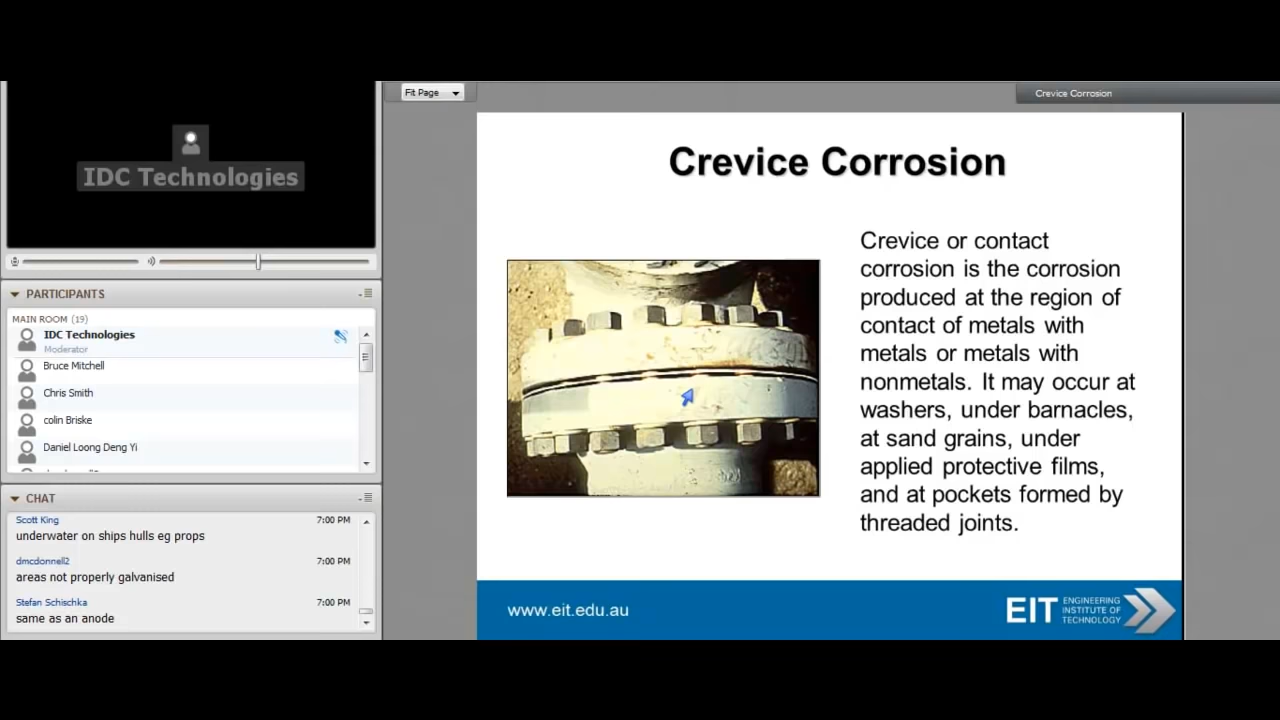 IDC Technologies
PARTICIPANTS
MAIN ROOM (19)
IDC Technologies
Moderator
Bruce Mitchell
Chris Smith
colin Briske
Daniel Loong Deng Yi
CHAT
Scott King 7:00 PM
underwater on ships hulls eg props
dmcdonnell2 7:00 PM
areas not properly galvanised
Stefan Schischka 7:00 PM
same as an anode
Fit Page
Crevice Corrosion
Crevice Corrosion
Crevice or contact
corrosion is the corrosion
produced at the region of
contact of metals with
metals or metals with
nonmetals. It may occur at
washers, under barnacles,
at sand grains, under
applied protective films,
and at pockets formed by
threaded joints.
www.eit.edu.au
EIT
ENGINEERING
INSTITUTE OF
TECHNOLOGY